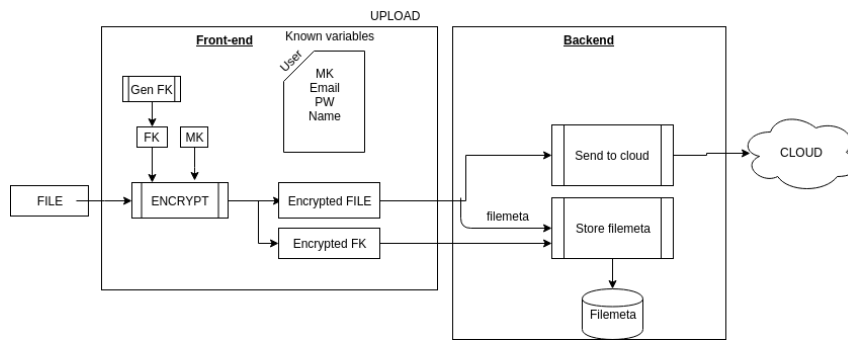 UPLOAD
Front-end
Known variables
Backend
User
MK
Email
PW
Name
Gen FK
FK
MK
Send to cloud
CLOUD
FILE
ENCRYPT
Encrypted FILE
filemeta
Store filemeta
Encrypted FK
Filemeta